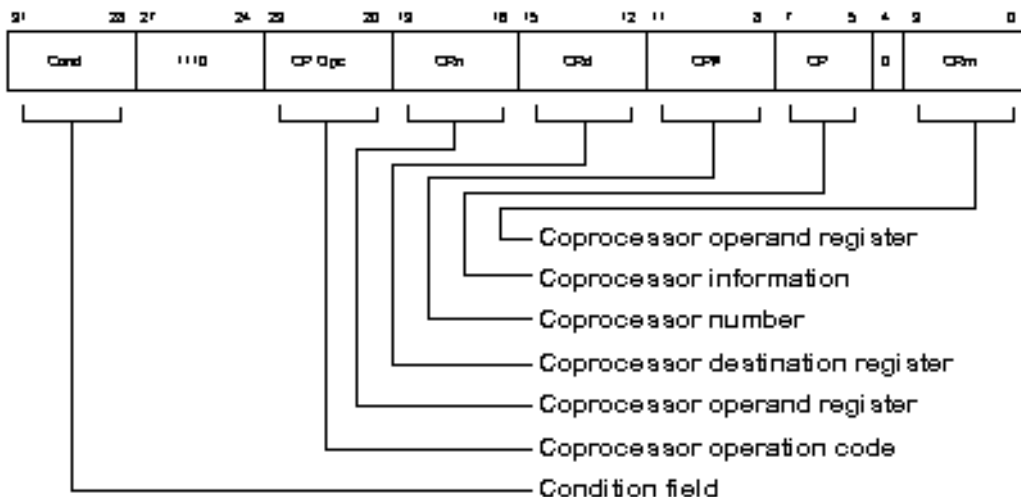 31 28 27 24 23 20 19 16 15 12 11 8 7 5 4 3 0
Cond 1110 CP Opc CRn CRd CP# CP 0 CRm
Coprocessor operand register
Coprocessor information
Coprocessor number
Coprocessor destination register
Coprocessor operand register
Coprocessor operation code
Condition field